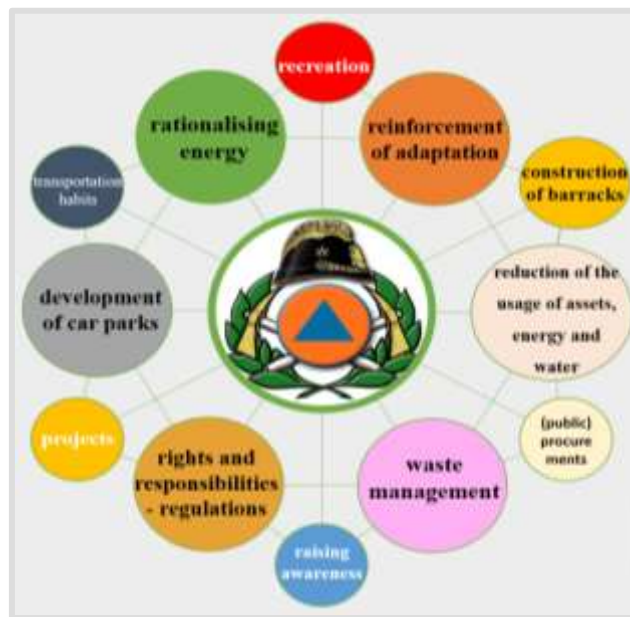 recreation
rationalising
energy
reinforcement
of adaptation
transportation
habits
construction
of barracks
development
of car parks
reduction of the
usage of assets,
energy and
water
projects
(public)
procure
ments
rights and
responsibilities
- regulations
waste
management
raising
awareness